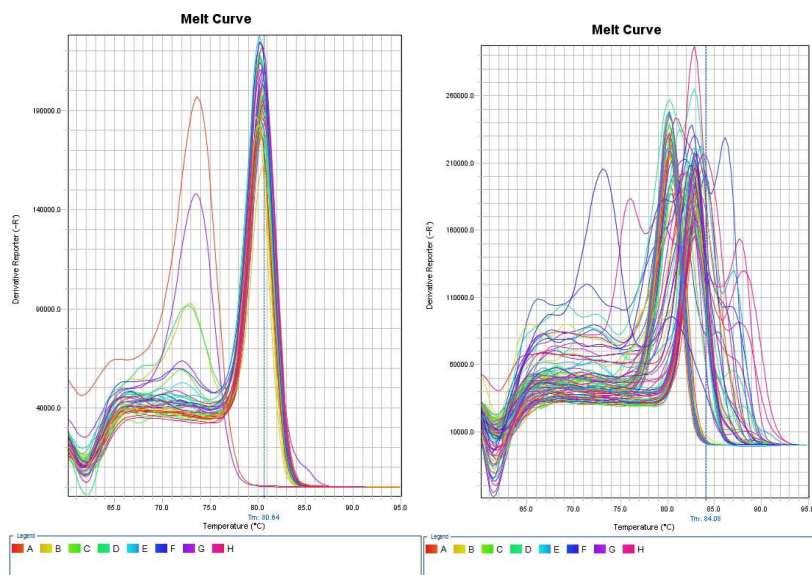 Melt Curve
Derivative Reporter (-R')
190000.0
140000.0
90000.0
40000.0
65.0 70.0 75.0 80.0 85.0 90.0 95.0
Temperature (°C)
Tm: 80.64
Legend
A B C D E F G H
Melt Curve
Derivative Reporter (-R')
260000.0
210000.0
160000.0
110000.0
60000.0
10000.0
65.0 70.0 75.0 80.0 85.0 90.0 95.0
Temperature (°C)
Tm: 84.08
Legend
A B C D E F G H